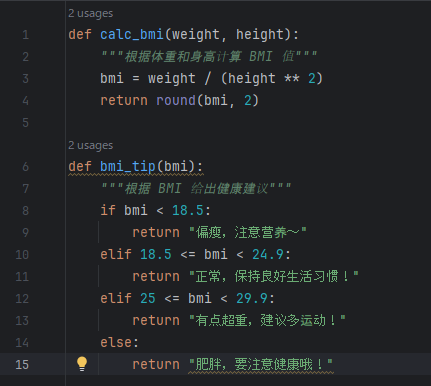 2 usages
1 def calc_bmi(weight, height):
2 """根据体重和身高计算 BMI 值"""
3 bmi = weight / (height ** 2)
4 return round(bmi, 2)
5
2 usages
6 def bmi_tip(bmi):
7 """根据 BMI 给出健康建议"""
8 if bmi < 18.5:
9 return "偏瘦，注意营养～"
10 elif 18.5 <= bmi < 24.9:
11 return "正常，保持良好生活习惯！"
12 elif 25 <= bmi < 29.9:
13 return "有点超重，建议多运动！"
14 else:
15 return "肥胖，要注意健康哦！"